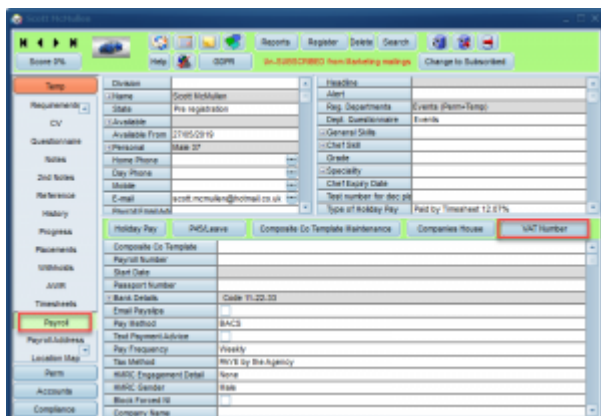 Scott McMullen
Reports Register Delete Search
Score 0% Help GDPR Un-SUBSCRIBED from Marketing mailings Change to Subscribed
Temp
Requirements
CV
Questionnaire
Notes
2nd Notes
Reference
History
Progress
Placements
Withholds
AWR
Timesheets
Payroll
Payroll Address
Location Map
Perm
Accounts
Compliance
Division
Name Scott McMullen
State Pre registration
Available
Available From 27/05/2019
Personal Male 37
Home Phone
Day Phone
Mobile
E-mail scott.mcmullen@hotmail.co.uk
Headline
Alert
Reg. Departments Events (Perm+Temp)
Dept. Questionnaire Events
General Skills
Chef Skill
Grade
Speciality
Chef Expiry Date
Test number for dec pla
Type of Holiday Pay Paid by Timesheet 12.07%
Holiday Pay P45/Leave Composite Co Template Maintenance Companies House VAT Number
Composite Co Template
Payroll Number
Start Date
Passport Number
Bank Details Code 11-22-33
Email Payslips
Pay Method BACS
Text Payment Advice
Pay Frequency Weekly
Tax Method PAYE by the Agency
HMRC Engagement Detail None
HMRC Gender Male
Block Forced NI
Company Name